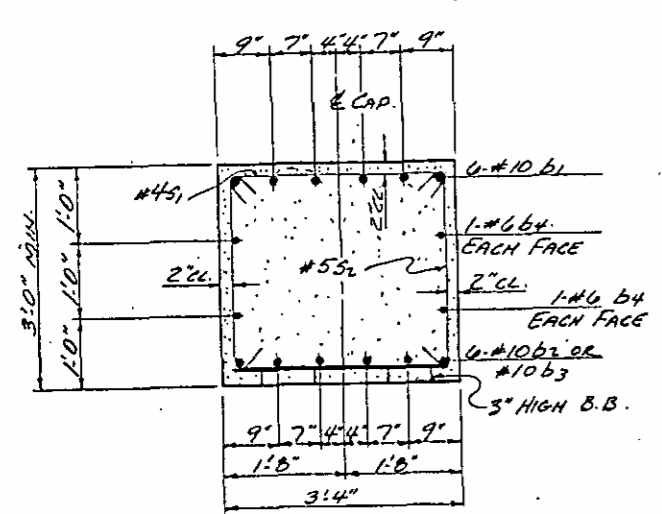 9" 7" 4" 4" 7" 9"
℄ CAP.
6-#10 b1
#4S1
2"CL.
1'-0"
1-#6 b4
EACH FACE
3'-0" MIN.
1'-0"
#5S2
2"CL.
2"CL.
1-#6 b4
EACH FACE
1'-0"
6-#10 b2 OR
#10 b3
3" HIGH B.B.
9" 7" 4" 4" 7" 9"
1'-8" 1'-8"
3'-4"